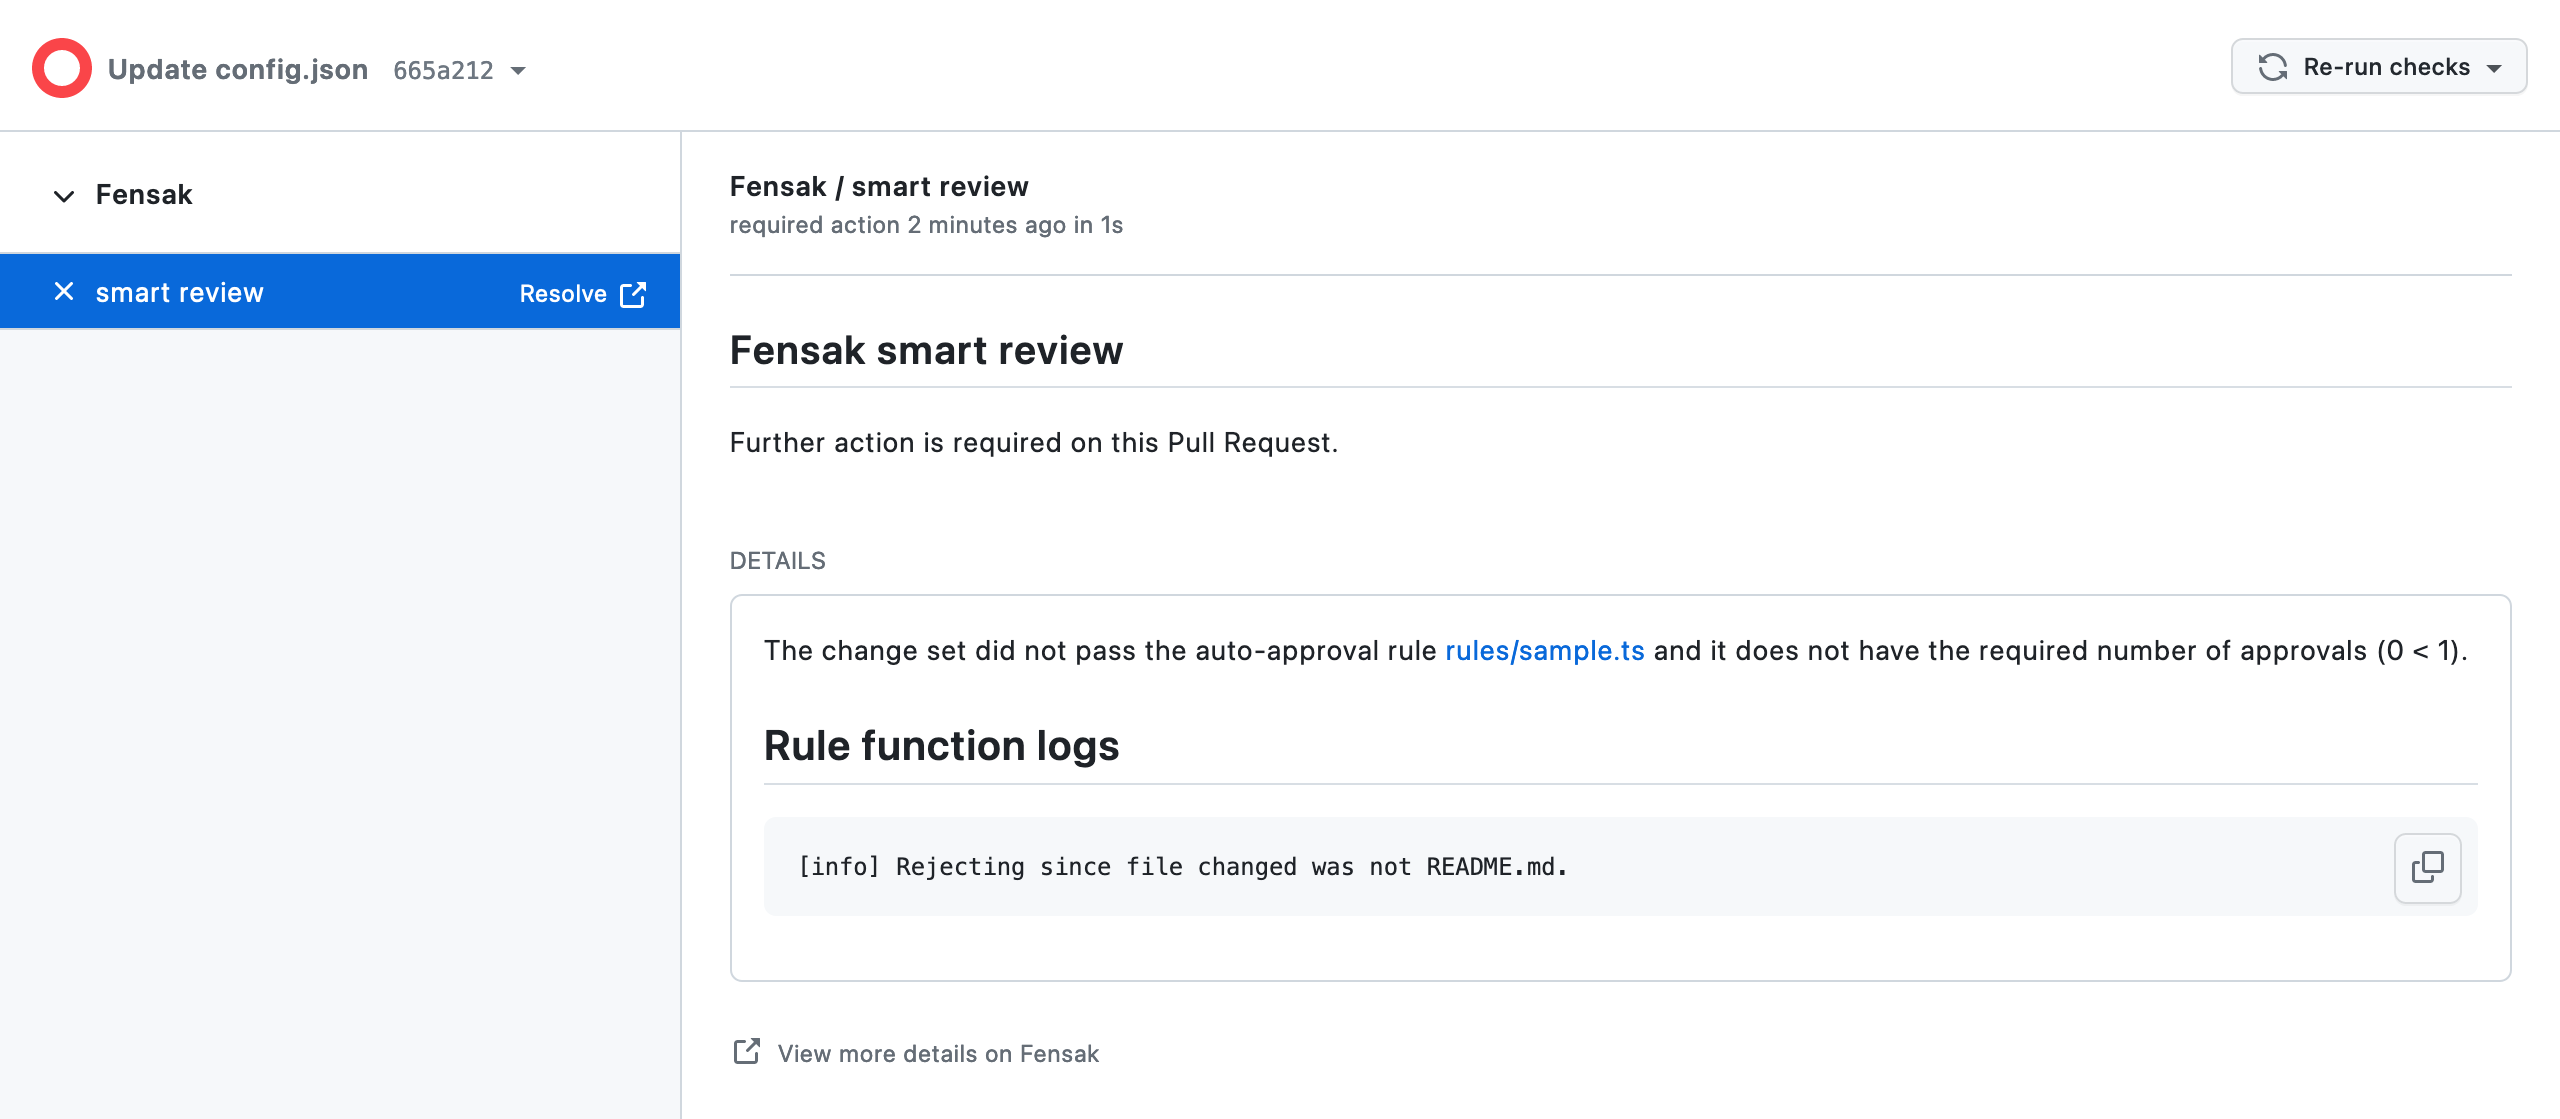 Update config.json 665a212
Re-run checks
Fensak
smart review Resolve
Fensak / smart review
required action 2 minutes ago in 1s
Fensak smart review
Further action is required on this Pull Request.
DETAILS
The change set did not pass the auto-approval rule rules/sample.ts and it does not have the required number of approvals (0 < 1).
Rule function logs
[info] Rejecting since file changed was not README.md.
View more details on Fensak